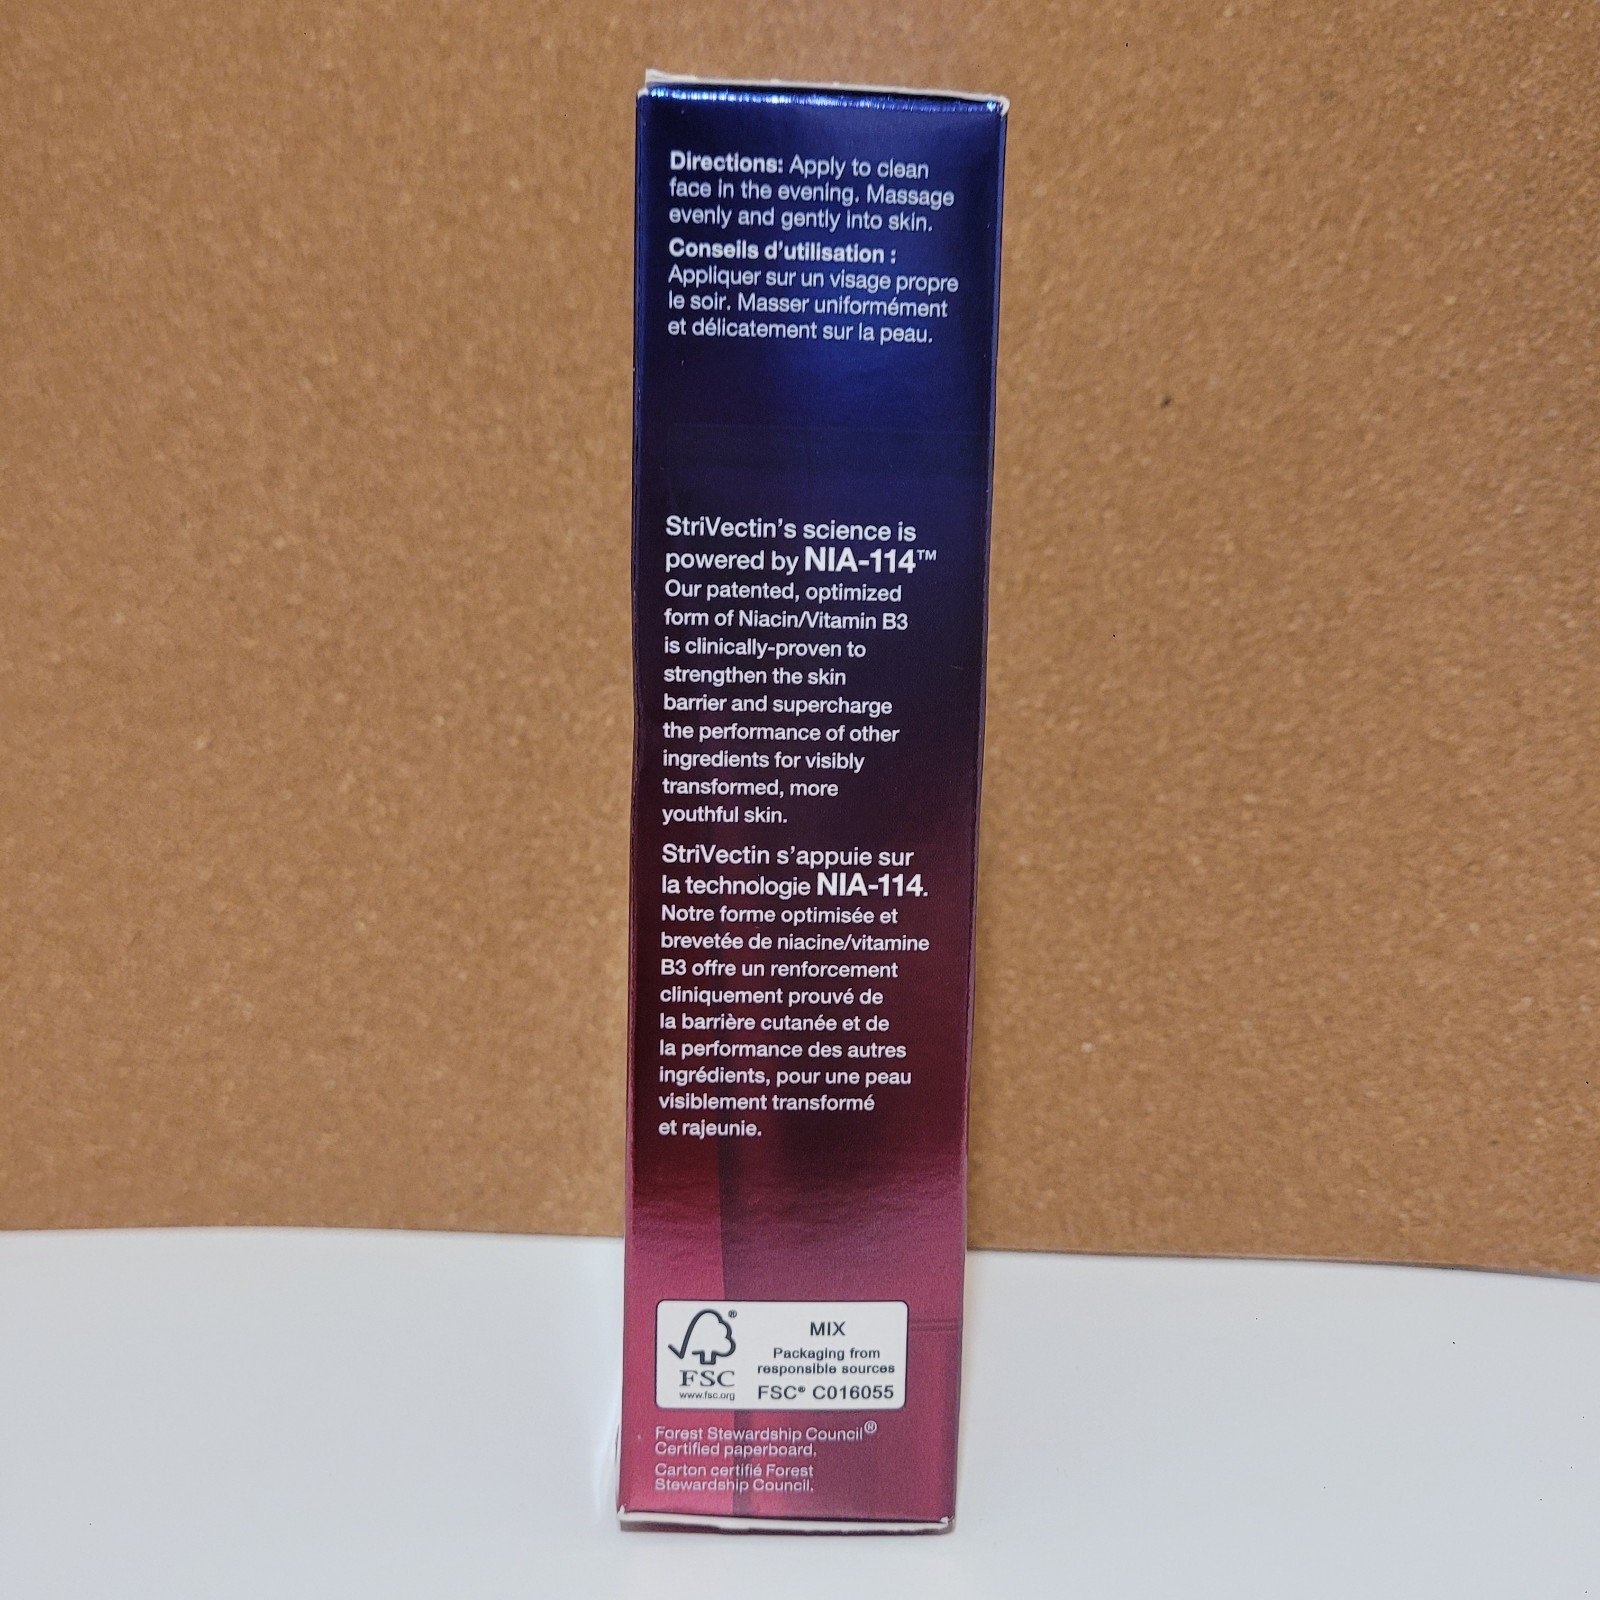 Directions: Apply to clean
face in the evening. Massage
evenly and gently into skin.
Conseils d'utilisation :
Appliquer sur un visage propre
le soir. Masser uniformément
et délicatement sur la peau.
StriVectin's science is
powered by NIA-114™
Our patented, optimized
form of Niacin/Vitamin B3
is clinically-proven to
strengthen the skin
barrier and supercharge
the performance of other
ingredients for visibly
transformed, more
youthful skin.
StriVectin s'appuie sur
la technologie NIA-114.
Notre forme optimisée et
brevetée de niacine/vitamine
B3 offre un renforcement
cliniquement prouvé de
la barrière cutanée et de
la performance des autres
ingrédients, pour une peau
visiblement transformé
et rajeunie.
®
FSC
www.fsc.org
MIX
Packaging from
responsible sources
FSC® C016055
Forest Stewardship Council®
Certified paperboard.
Carton certifié Forest
Stewardship Council.